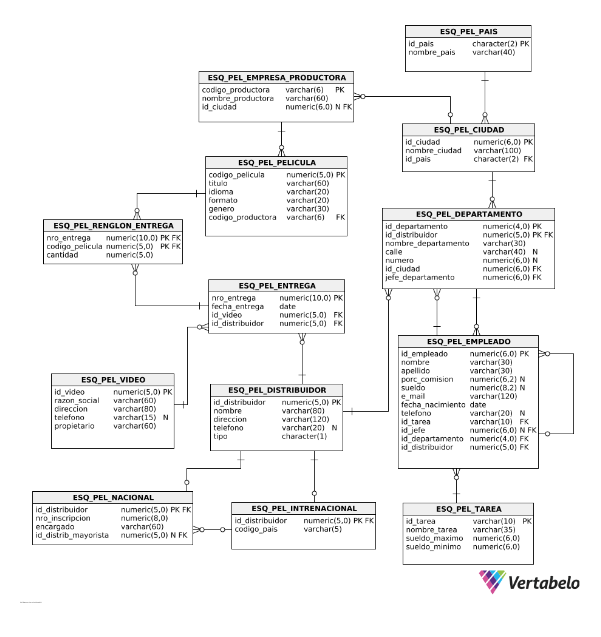 ESQ_PEL_PAIS
id_pais character(2) PK
nombre_pais varchar(40)
ESQ_PEL_EMPRESA_PRODUCTORA
codigo_productora varchar(6) PK
nombre_productora varchar(60)
id_ciudad numeric(6,0) N FK
ESQ_PEL_CIUDAD
id_ciudad numeric(6,0) PK
nombre_ciudad varchar(100)
id_pais character(2) FK
ESQ_PEL_PELICULA
codigo_pelicula numeric(5,0) PK
titulo varchar(60)
idioma varchar(20)
formato varchar(20)
genero varchar(30)
codigo_productora varchar(6) FK
ESQ_PEL_DEPARTAMENTO
id_departamento numeric(4,0) PK
id_distribuidor numeric(5,0) PK FK
nombre_departamento varchar(30)
calle varchar(40) N
numero numeric(6,0) N
id_ciudad numeric(6,0) FK
jefe_departamento numeric(6,0) FK
ESQ_PEL_RENGLON_ENTREGA
nro_entrega numeric(10,0) PK FK
codigo_pelicula numeric(5,0) PK FK
cantidad numeric(5,0)
ESQ_PEL_ENTREGA
nro_entrega numeric(10,0) PK
fecha_entrega date
id_video numeric(5,0) FK
id_distribuidor numeric(5,0) FK
ESQ_PEL_EMPLEADO
id_empleado numeric(6,0) PK
nombre varchar(30)
apellido varchar(30)
porc_comision numeric(6,2) N
sueldo numeric(8,2) N
e_mail varchar(120)
fecha_nacimiento date
telefono varchar(20) N
id_tarea varchar(10) FK
id_jefe numeric(6,0) N FK
id_departamento numeric(4,0) FK
id_distribuidor numeric(5,0) FK
ESQ_PEL_VIDEO
id_video numeric(5,0) PK
razon_social varchar(60)
direccion varchar(80)
telefono varchar(15) N
propietario varchar(60)
ESQ_PEL_DISTRIBUIDOR
id_distribuidor numeric(5,0) PK
nombre varchar(80)
direccion varchar(120)
telefono varchar(20) N
tipo character(1)
ESQ_PEL_NACIONAL
id_distribuidor numeric(5,0) PK FK
nro_inscripcion numeric(8,0)
encargado varchar(60)
id_distrib_mayorista numeric(5,0) N FK
ESQ_PEL_INTRENACIONAL
id_distribuidor numeric(5,0) PK FK
codigo_pais varchar(5)
ESQ_PEL_TAREA
id_tarea varchar(10) PK
nombre_tarea varchar(35)
sueldo_maximo numeric(6,0)
sueldo_minimo numeric(6,0)
Vertabelo